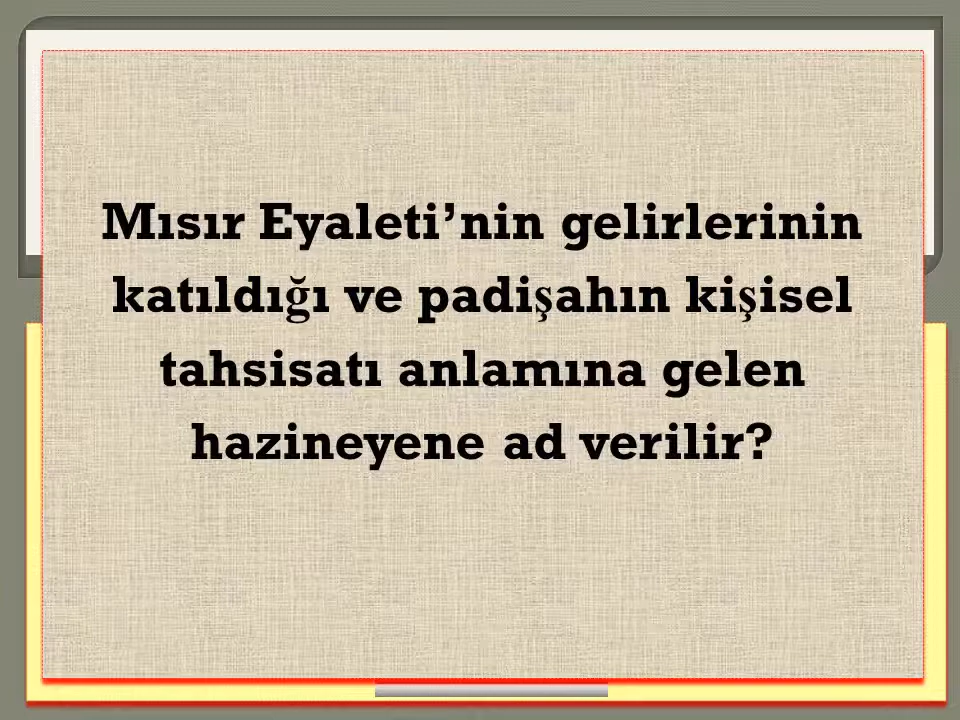 Mısır Eyaleti’nin gelirlerinin
katıldığı ve padişahın kişisel
tahsisatı anlamına gelen
hazineyene ad verilir?